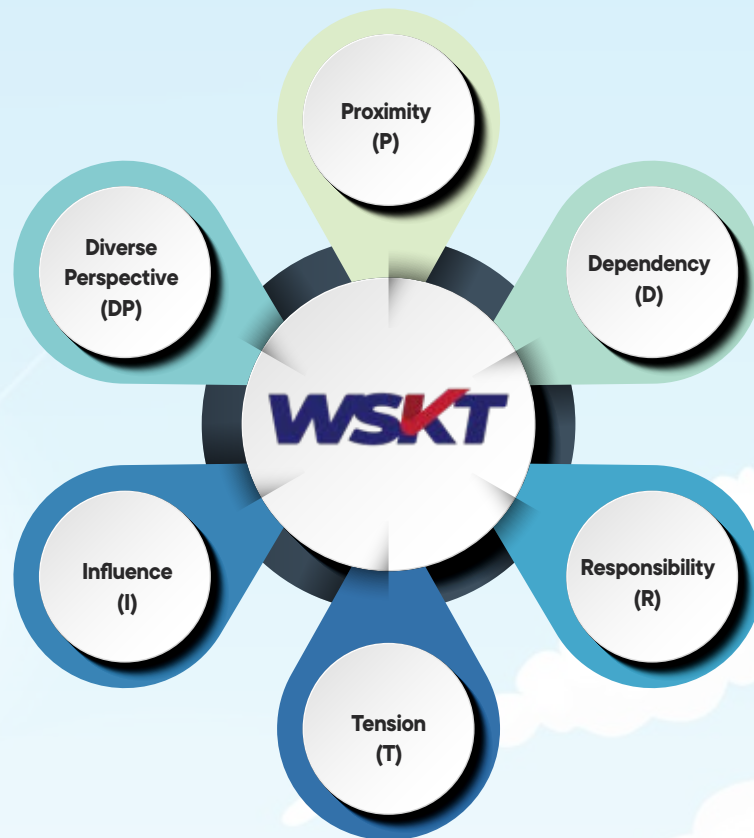 Proximity
(P)
Dependency
(D)
Responsibility
(R)
Tension
(T)
Influence
(I)
Diverse
Perspective
(DP)
WSKT